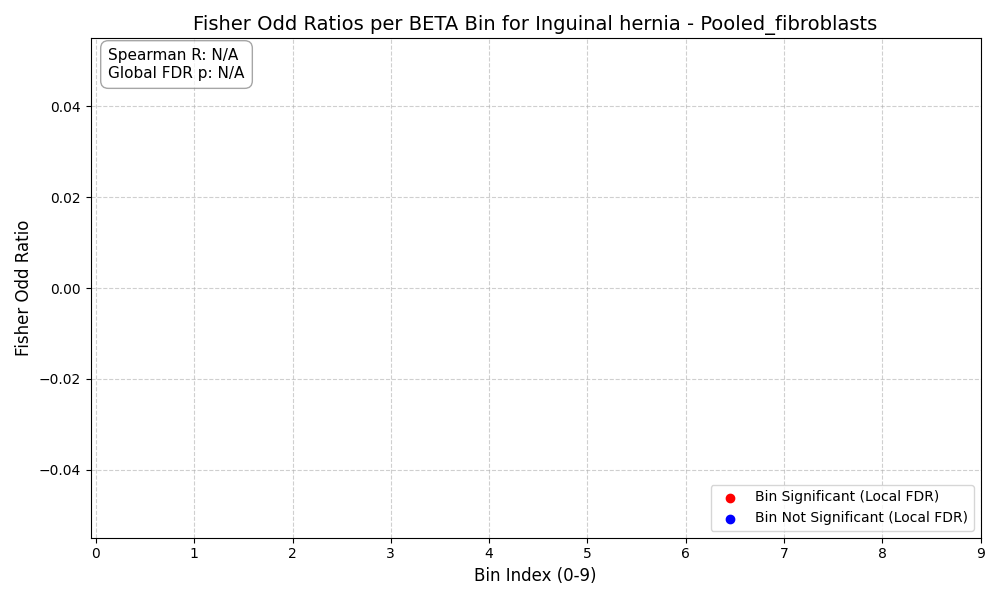 Fisher Odd Ratios per BETA Bin for Inguinal hernia - Pooled_fibroblasts
Spearman R: N/A
Global FDR p: N/A
0.04
0.02
0.00
−0.02
−0.04
Fisher Odd Ratio
Bin Significant (Local FDR)
Bin Not Significant (Local FDR)
0 1 2 3 4 5 6 7 8 9
Bin Index (0-9)